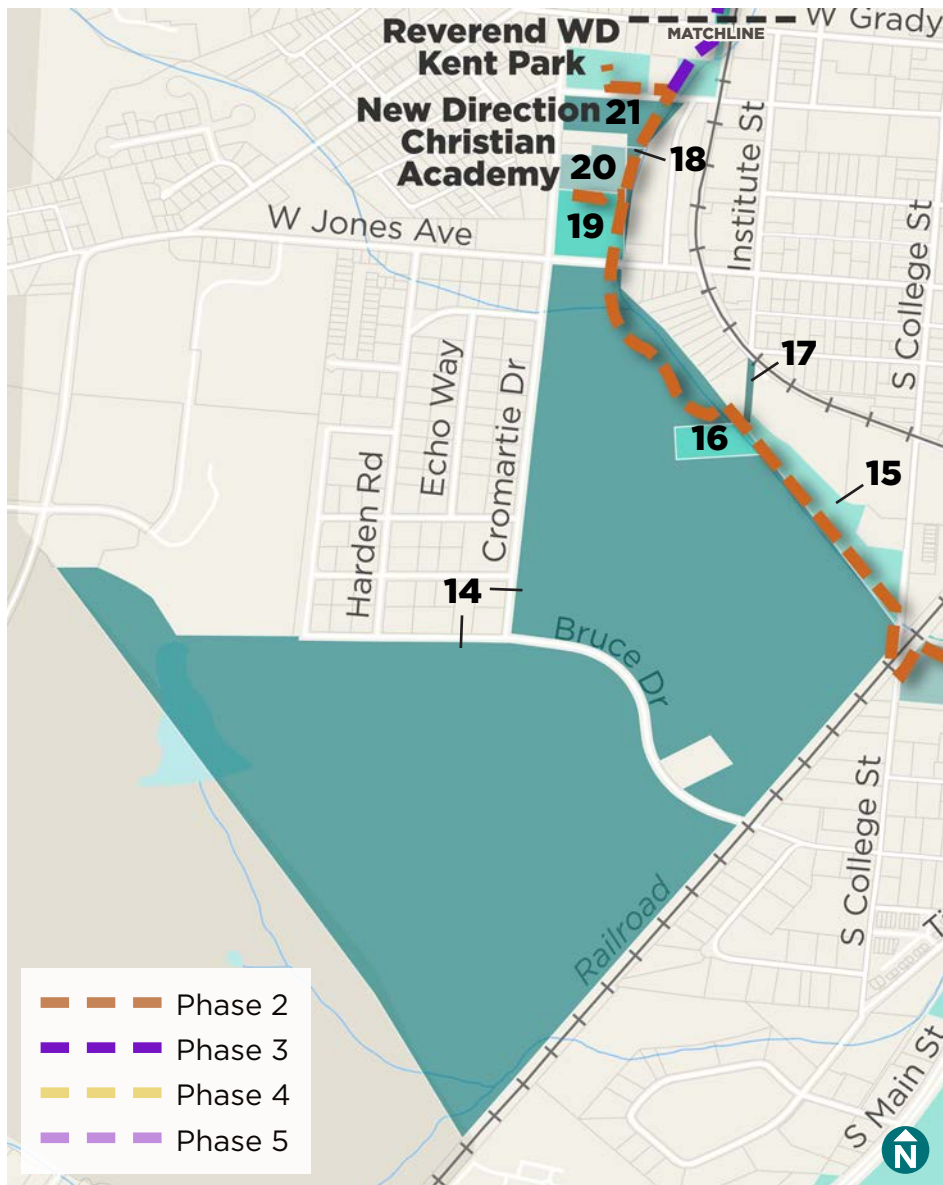 W Grady
MATCHLINE
Reverend WD
Kent Park
New Direction
Christian
Academy
21
18
20
19
W Jones Ave
Institute St
S College St
17
16
15
Echo Way
Cromartie Dr
Harden Rd
14
Bruce Dr
S College St
Railroad
S Main St
Phase 2
Phase 3
Phase 4
Phase 5
N